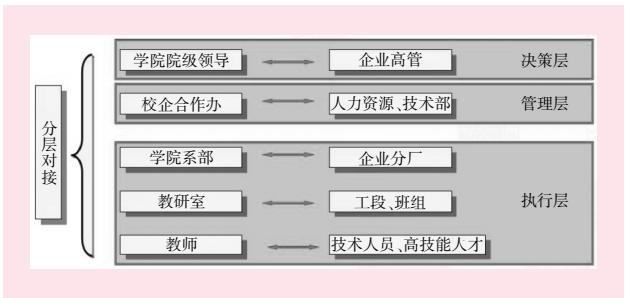 学院院级领导 企业高管 决策层
校企合作办 人力资源、技术部 管理层
分层对接
学院系部 企业分厂
教研室 工段、班组 执行层
教师 技术人员、高技能人才